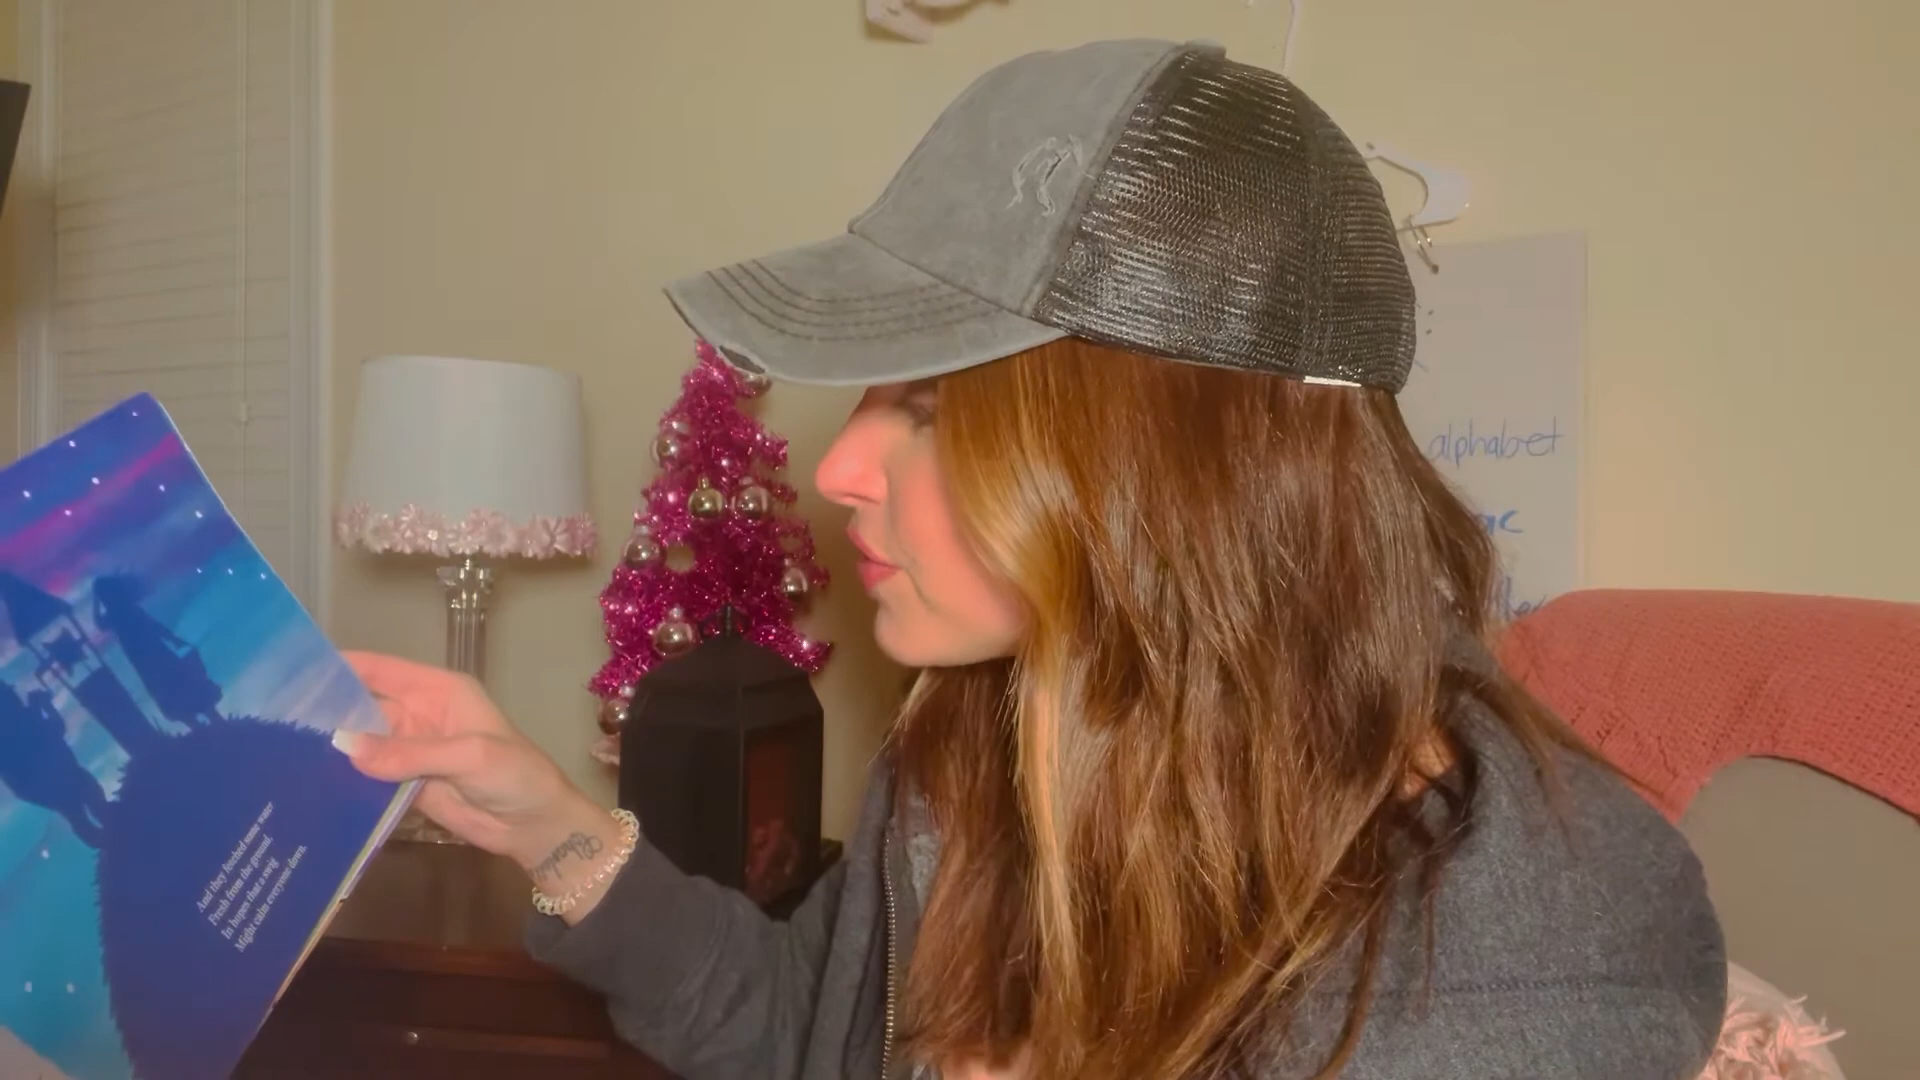 And they fetched some water
Fresh from the ground,
In hopes that a swig
Might calm everyone down.
alphabet